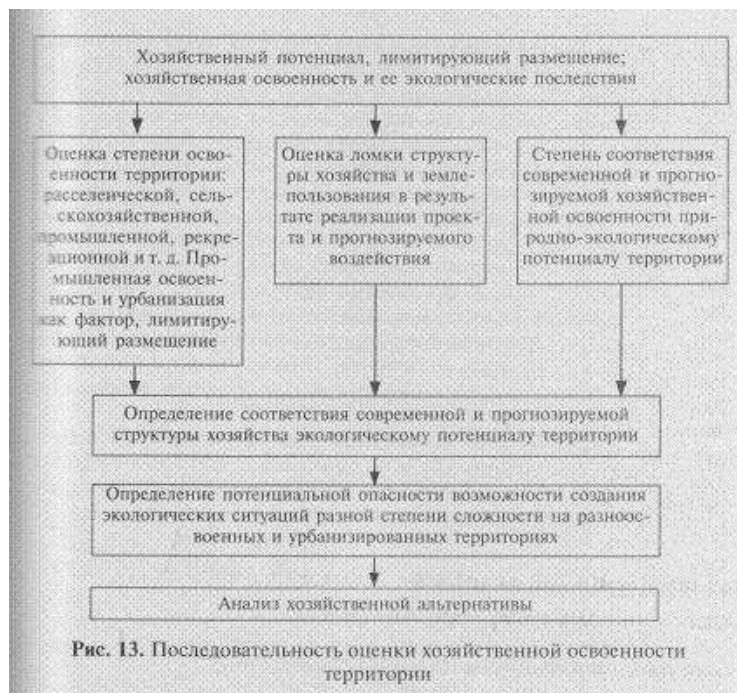 Хозяйственный потенциал, лимитирующий размещение;
хозяйственная освоенность и ее экологические последствия
Оценка степени осво-
енности территории:
расселенческой, сель-
скохозяйственной,
промышленной, рекре-
ационной и т. д. Про-
мышленная освоен-
ность и урбанизация
как фактор, лимитиру-
ющий размещение
Оценка ломки структу-
ры хозяйства и земле-
пользования в резуль-
тате реализации проек-
та и прогнозируемого
воздействия
Степень соответствия
современной и прогно-
зируемой хозяйствен-
ной освоенности при-
родно-экологическому
потенциалу территории
Определение соответствия современной и прогнозируемой
структуры хозяйства экологическому потенциалу территории
Определение потенциальной опасности возможности создания
экологических ситуаций разной степени сложности на разноос-
военных и урбанизированных территориях
Анализ хозяйственной альтернативы
Рис. 13. Последовательность оценки хозяйственной освоенности
территории